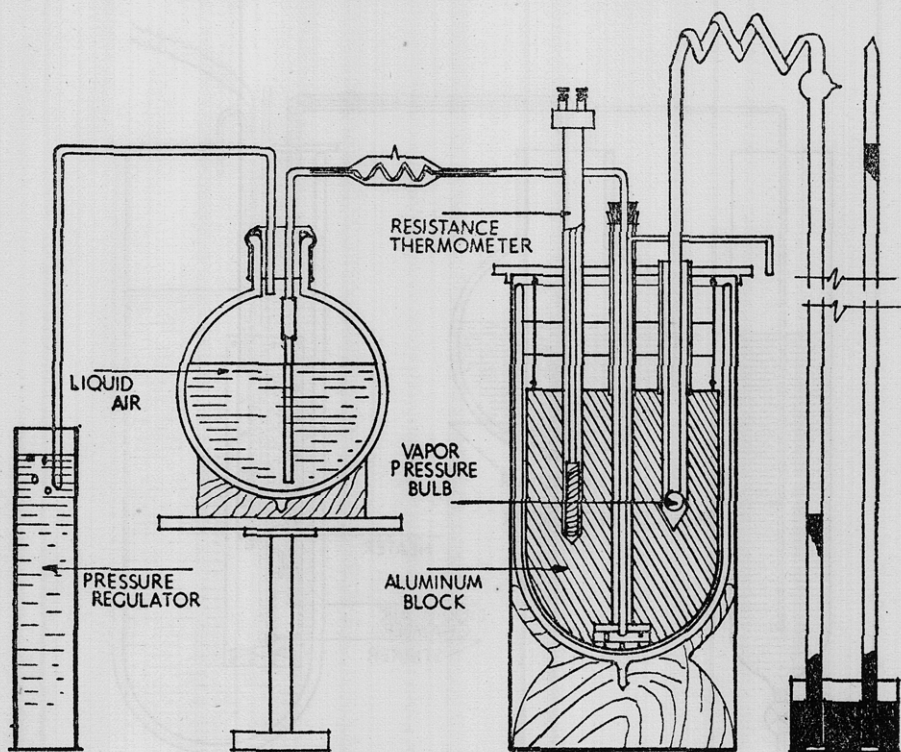 RESISTANCE
THERMOMETER
LIQUID
AIR
VAPOR
PRESSURE
BULB
PRESSURE
REGULATOR
ALUMINUM
BLOCK